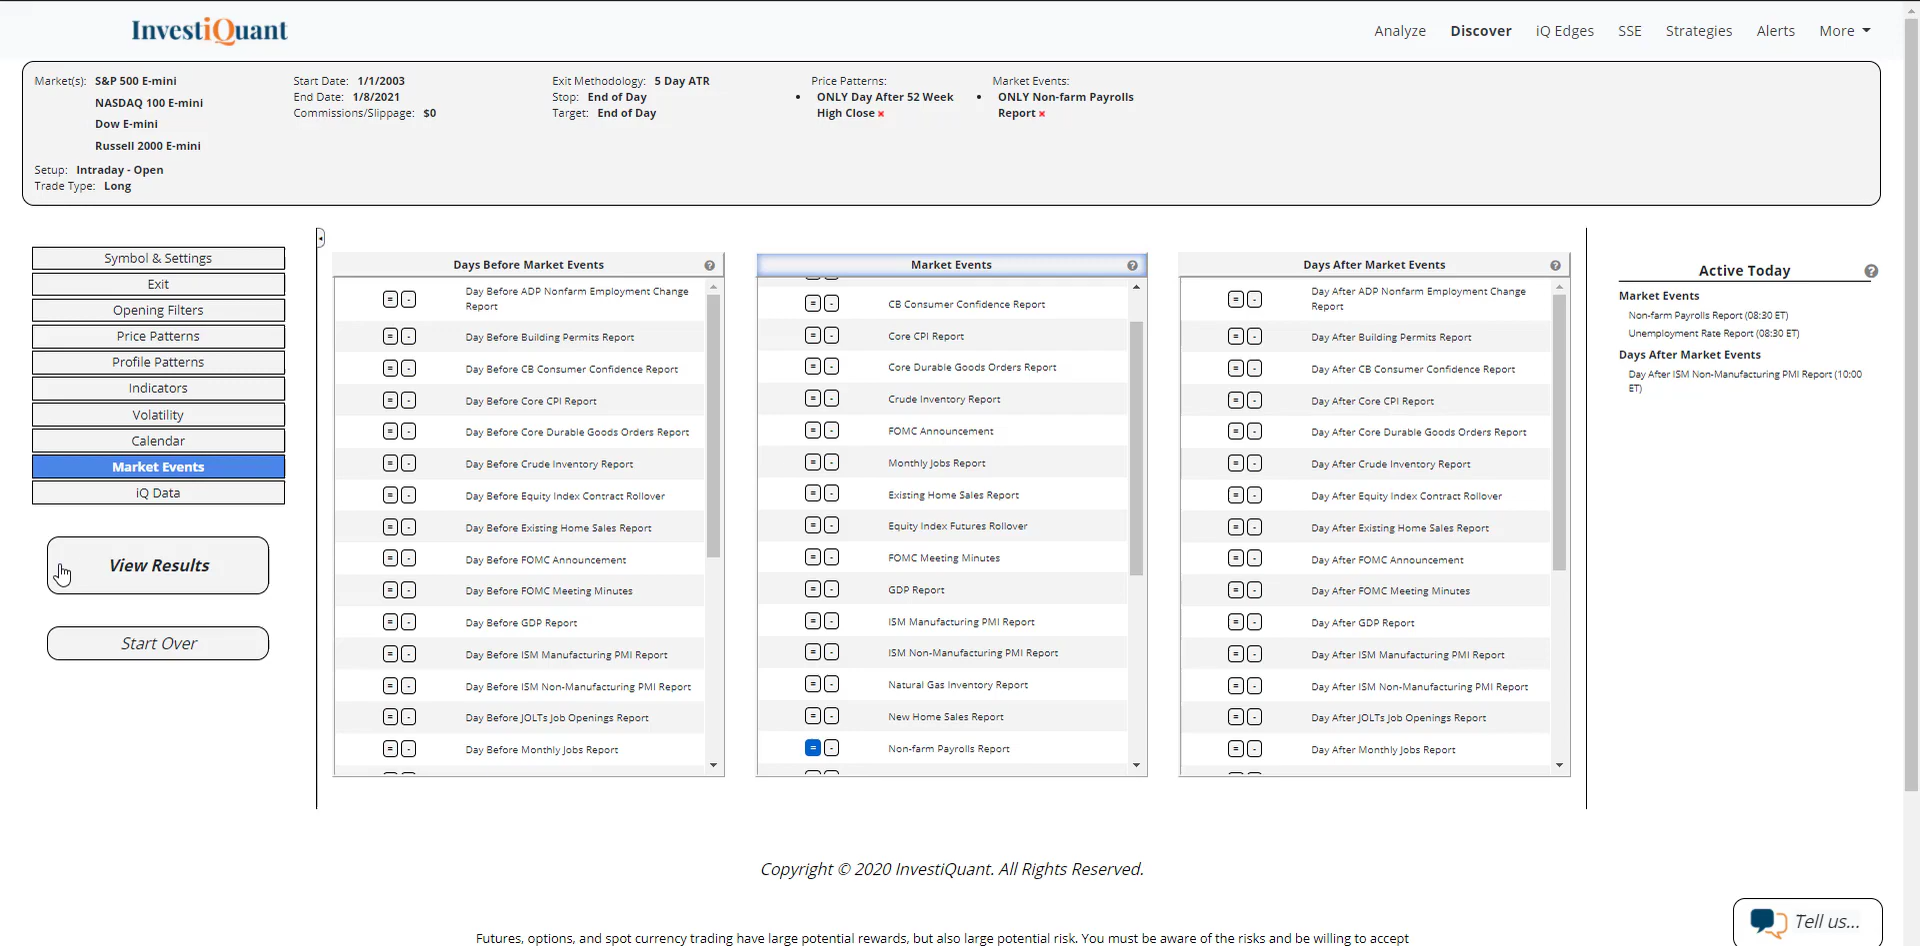 InvestiQuant
Analyze Discover iQ Edges SSE Strategies Alerts More
Market(s): S&P 500 E-mini
NASDAQ 100 E-mini
Dow E-mini
Russell 2000 E-mini
Setup: Intraday - Open
Trade Type: Long
Start Date: 1/1/2003
End Date: 1/8/2021
Commissions/Slippage: $0
Exit Methodology: 5 Day ATR
Stop: End of Day
Target: End of Day
Price Patterns:
• ONLY Day After 52 Week
High Close x
Market Events:
• ONLY Non-farm Payrolls
Report x
Symbol & Settings
Exit
Opening Filters
Price Patterns
Profile Patterns
Indicators
Volatility
Calendar
Market Events
iQ Data
View Results
Start Over
Days Before Market Events ?
= - Day Before ADP Nonfarm Employment Change
Report
= - Day Before Building Permits Report
= - Day Before CB Consumer Confidence Report
= - Day Before Core CPI Report
= - Day Before Core Durable Goods Orders Report
= - Day Before Crude Inventory Report
= - Day Before Equity Index Contract Rollover
= - Day Before Existing Home Sales Report
= - Day Before FOMC Announcement
= - Day Before FOMC Meeting Minutes
= - Day Before GDP Report
= - Day Before ISM Manufacturing PMI Report
= - Day Before ISM Non-Manufacturing PMI Report
= - Day Before JOLTs Job Openings Report
= - Day Before Monthly Jobs Report
Market Events ?
= - CB Consumer Confidence Report
= - Core CPI Report
= - Core Durable Goods Orders Report
= - Crude Inventory Report
= - FOMC Announcement
= - Monthly Jobs Report
= - Existing Home Sales Report
= - Equity Index Futures Rollover
= - FOMC Meeting Minutes
= - GDP Report
= - ISM Manufacturing PMI Report
= - ISM Non-Manufacturing PMI Report
= - Natural Gas Inventory Report
= - New Home Sales Report
= - Non-farm Payrolls Report
Days After Market Events ?
= - Day After ADP Nonfarm Employment Change
Report
= - Day After Building Permits Report
= - Day After CB Consumer Confidence Report
= - Day After Core CPI Report
= - Day After Core Durable Goods Orders Report
= - Day After Crude Inventory Report
= - Day After Equity Index Contract Rollover
= - Day After Existing Home Sales Report
= - Day After FOMC Announcement
= - Day After FOMC Meeting Minutes
= - Day After GDP Report
= - Day After ISM Manufacturing PMI Report
= - Day After ISM Non-Manufacturing PMI Report
= - Day After JOLTs Job Openings Report
= - Day After Monthly Jobs Report
Active Today ?
Market Events
Non-farm Payrolls Report (08:30 ET)
Unemployment Rate Report (08:30 ET)
Days After Market Events
Day After ISM Non-Manufacturing PMI Report (10:00
ET)
Copyright © 2020 InvestiQuant. All Rights Reserved.
Tell us...
Futures, options, and spot currency trading have large potential rewards, but also large potential risk. You must be aware of the risks and be willing to accept